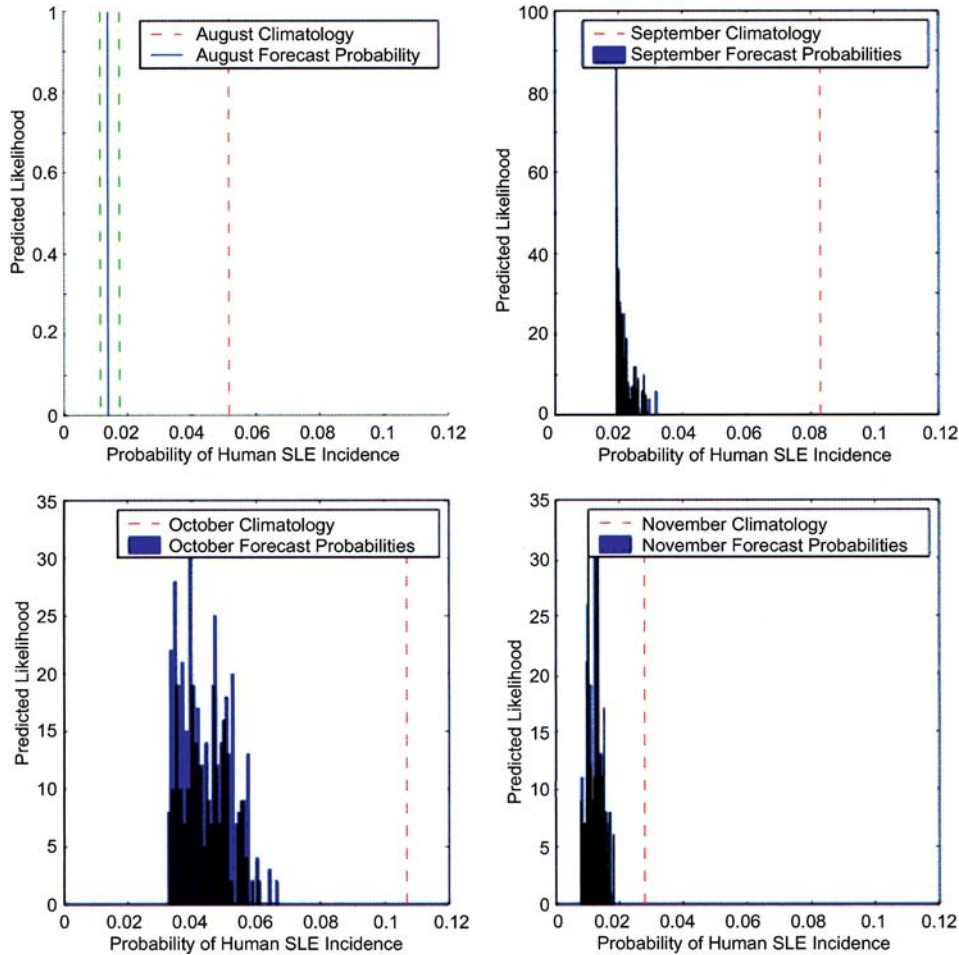 August Climatology
August Forecast Probability
1
0.8
0.6
0.4
0.2
0
Predicted Likelihood
0 0.02 0.04 0.06 0.08 0.1 0.12
Probability of Human SLE Incidence
September Climatology
September Forecast Probabilities
100
80
60
40
20
0
Predicted Likelihood
0 0.02 0.04 0.06 0.08 0.1 0.12
Probability of Human SLE Incidence
October Climatology
October Forecast Probabilities
35
30
25
20
15
10
5
Predicted Likelihood
0 0.02 0.04 0.06 0.08 0.1 0.12
Probability of Human SLE Incidence
November Climatology
November Forecast Probabilities
35
30
25
20
15
10
5
Predicted Likelihood
0 0.02 0.04 0.06 0.08 0.1 0.12
Probability of Human SLE Incidence